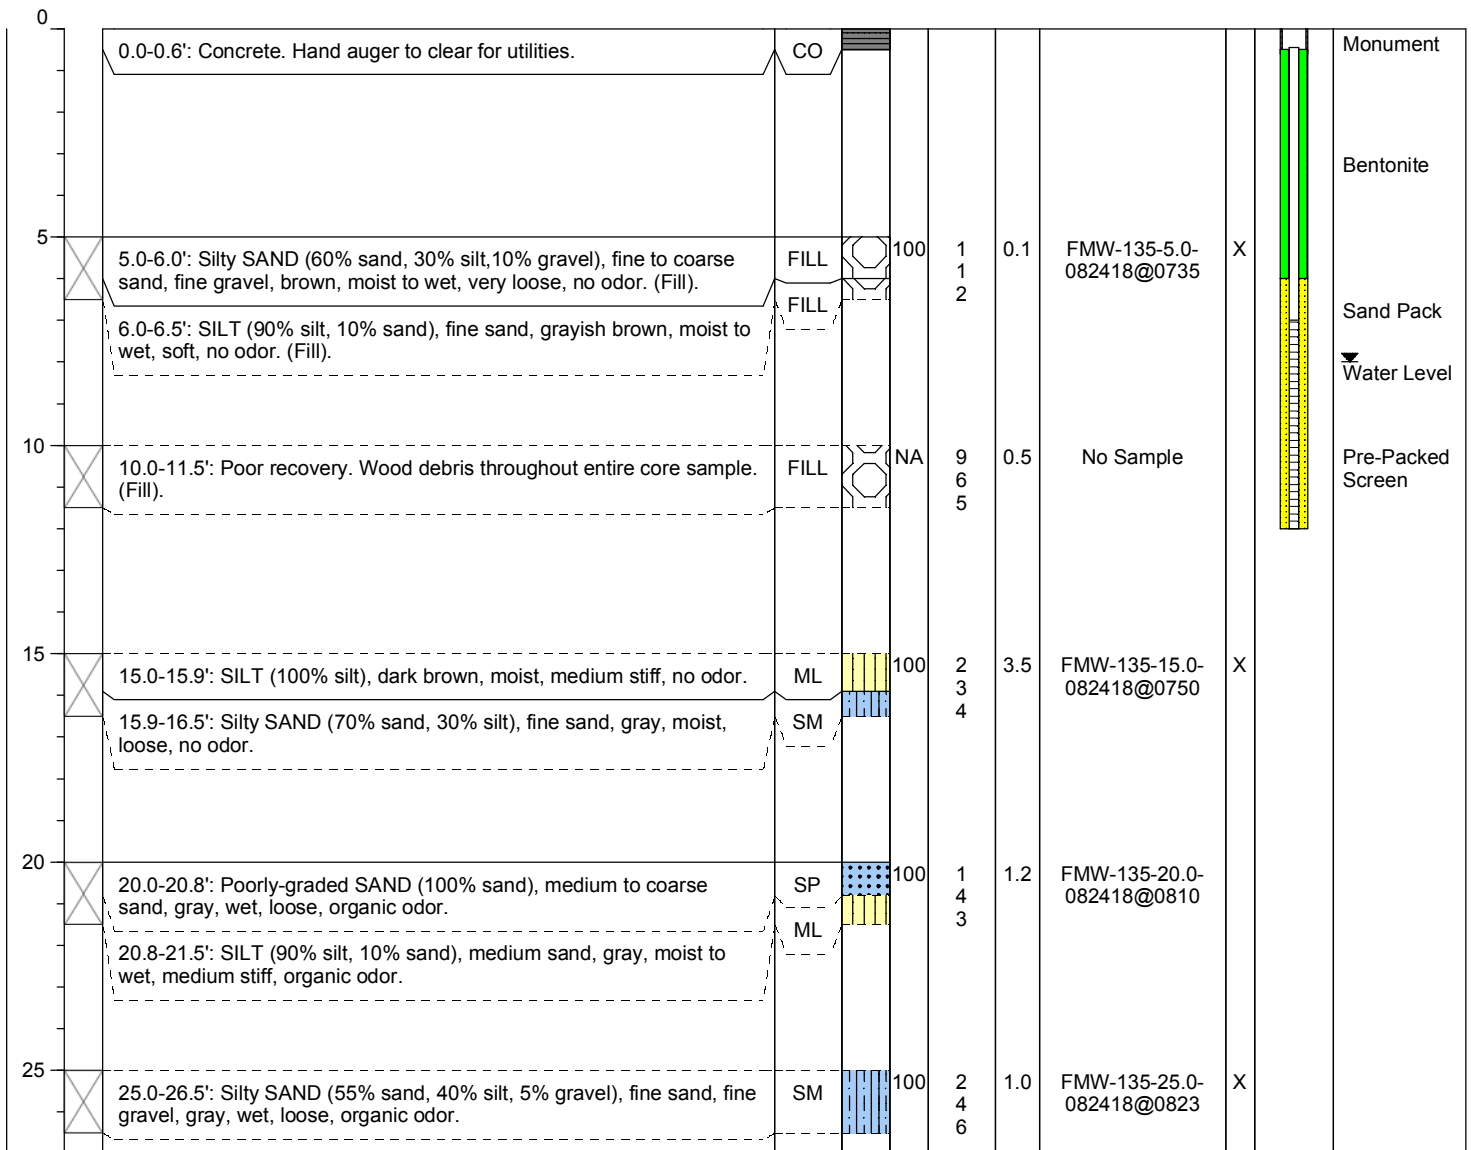 0
0.0-0.6': Concrete. Hand auger to clear for utilities.
CO
Monument
Bentonite
5
5.0-6.0': Silty SAND (60% sand, 30% silt,10% gravel), fine to coarse
sand, fine gravel, brown, moist to wet, very loose, no odor. (Fill).
FILL
100
1
1
2
0.1
FMW-135-5.0-
082418@0735
X
6.0-6.5': SILT (90% silt, 10% sand), fine sand, grayish brown, moist to
wet, soft, no odor. (Fill).
FILL
Sand Pack
Water Level
10
10.0-11.5': Poor recovery. Wood debris throughout entire core sample.
(Fill).
FILL
NA
9
6
5
0.5
No Sample
Pre-Packed
Screen
15
15.0-15.9': SILT (100% silt), dark brown, moist, medium stiff, no odor.
ML
100
2
3
4
3.5
FMW-135-15.0-
082418@0750
X
15.9-16.5': Silty SAND (70% sand, 30% silt), fine sand, gray, moist,
loose, no odor.
SM
20
20.0-20.8': Poorly-graded SAND (100% sand), medium to coarse
sand, gray, wet, loose, organic odor.
SP
100
1
4
3
1.2
FMW-135-20.0-
082418@0810
20.8-21.5': SILT (90% silt, 10% sand), medium sand, gray, moist to
wet, medium stiff, organic odor.
ML
25
25.0-26.5': Silty SAND (55% sand, 40% silt, 5% gravel), fine sand, fine
gravel, gray, wet, loose, organic odor.
SM
100
2
4
6
1.0
FMW-135-25.0-
082418@0823
X